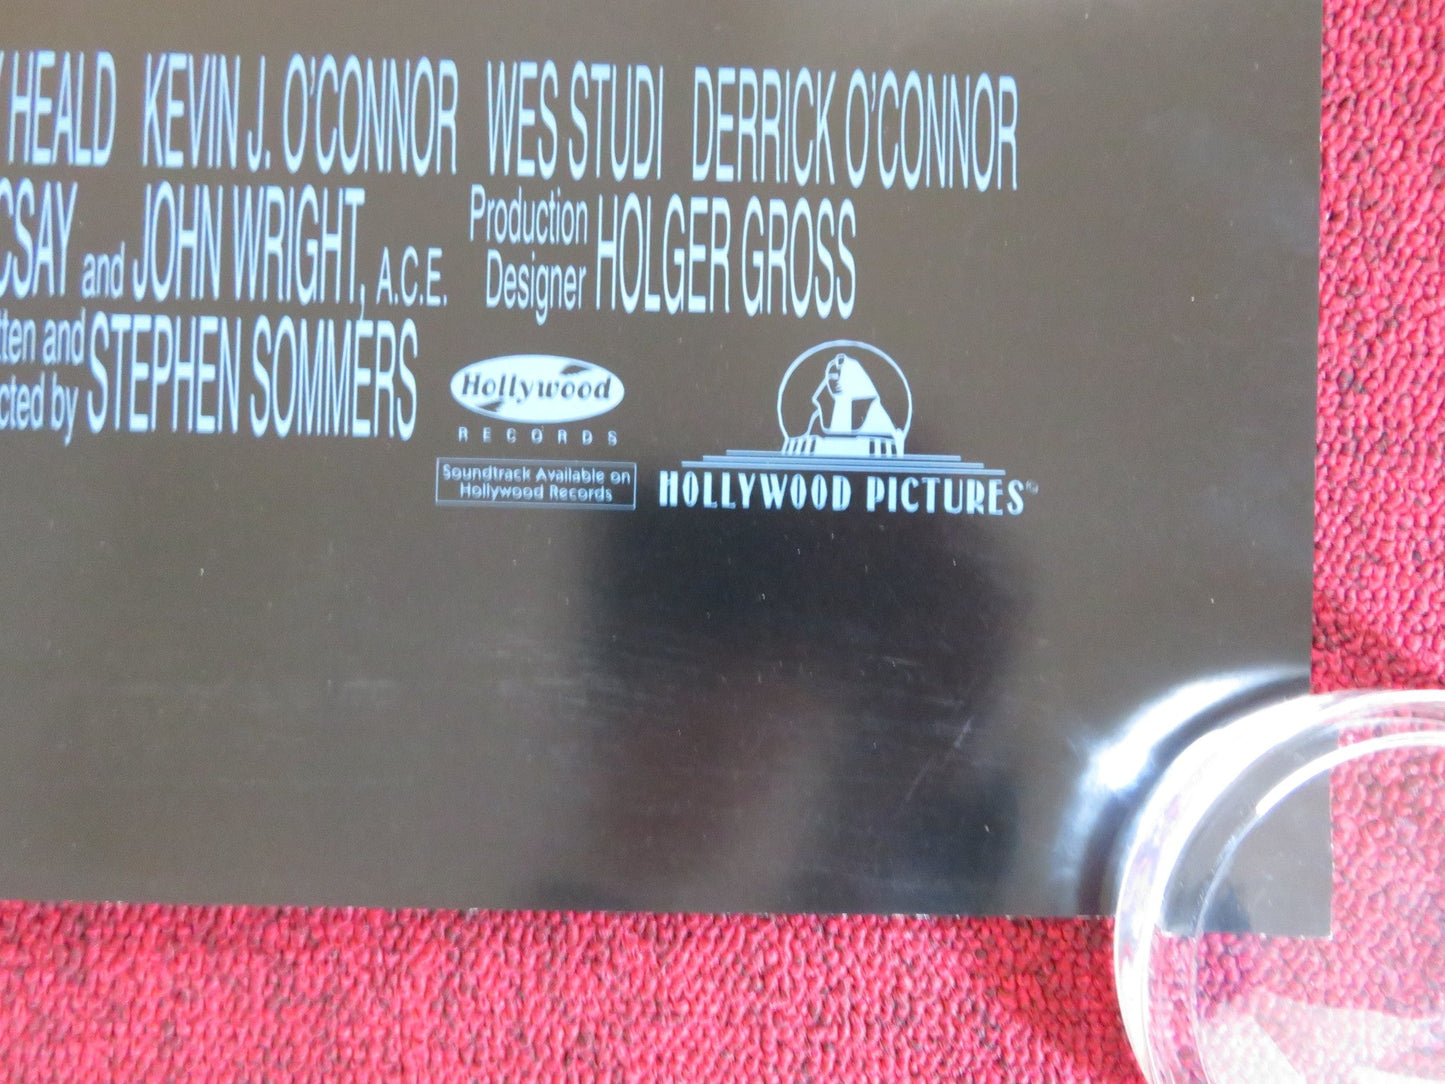 HEALD KEVIN J. O'CONNOR WES STUDI DERRICK O'CONNOR
CSAY and JOHN WRIGHT, A.C.E. Production Designer HOLGER GROSS
tten and
cted by STEPHEN SOMMERS
Hollywood
RECORDS
Soundtrack Available on
Hollywood Records
HOLLYWOOD PICTURES